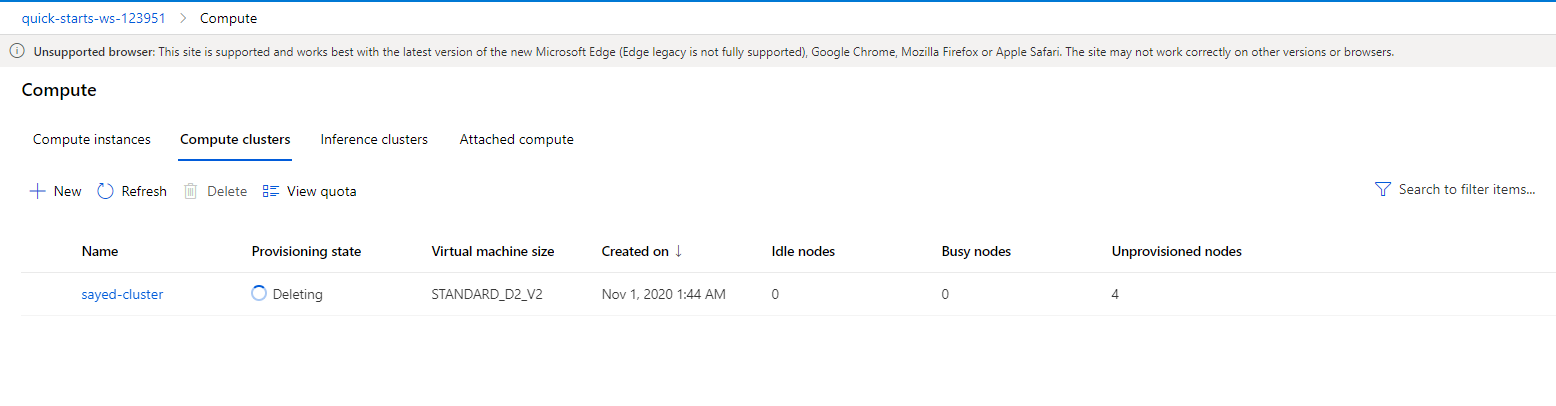 quick-starts-ws-123951 > Compute
Unsupported browser: This site is supported and works best with the latest version of the new Microsoft Edge (Edge legacy is not fully supported), Google Chrome, Mozilla Firefox or Apple Safari. The site may not work correctly on other versions or browsers.
Compute
Compute instances Compute clusters Inference clusters Attached compute
New Refresh Delete View quota Search to filter items...
Name Provisioning state Virtual machine size Created on ↓ Idle nodes Busy nodes Unprovisioned nodes
sayed-cluster Deleting STANDARD_D2_V2 Nov 1, 2020 1:44 AM 0 0 4